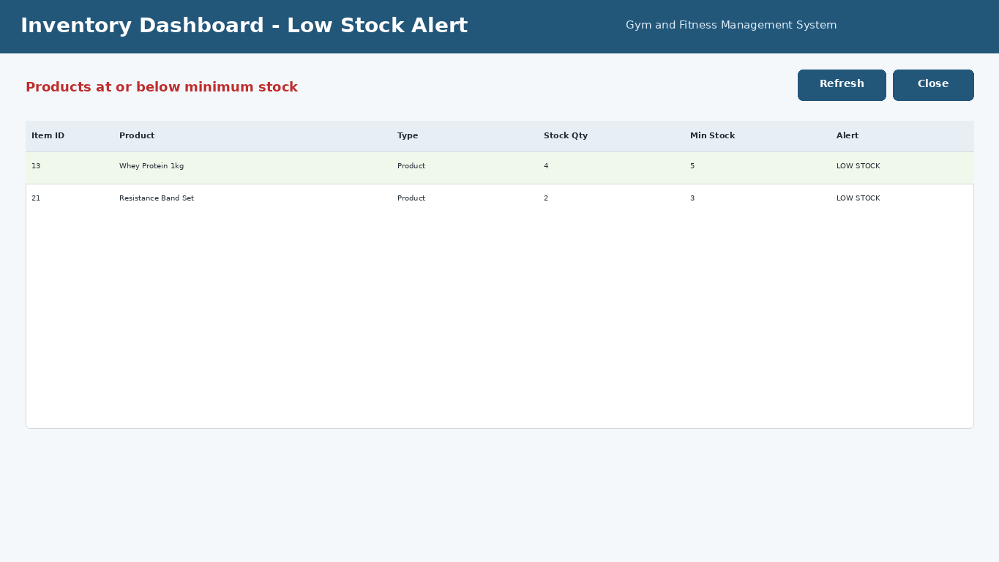 Inventory Dashboard - Low Stock Alert
Gym and Fitness Management System
Products at or below minimum stock
Refresh
Close
Item ID Product Type Stock Qty Min Stock Alert
13 Whey Protein 1kg Product 4 5 LOW STOCK
21 Resistance Band Set Product 2 3 LOW STOCK